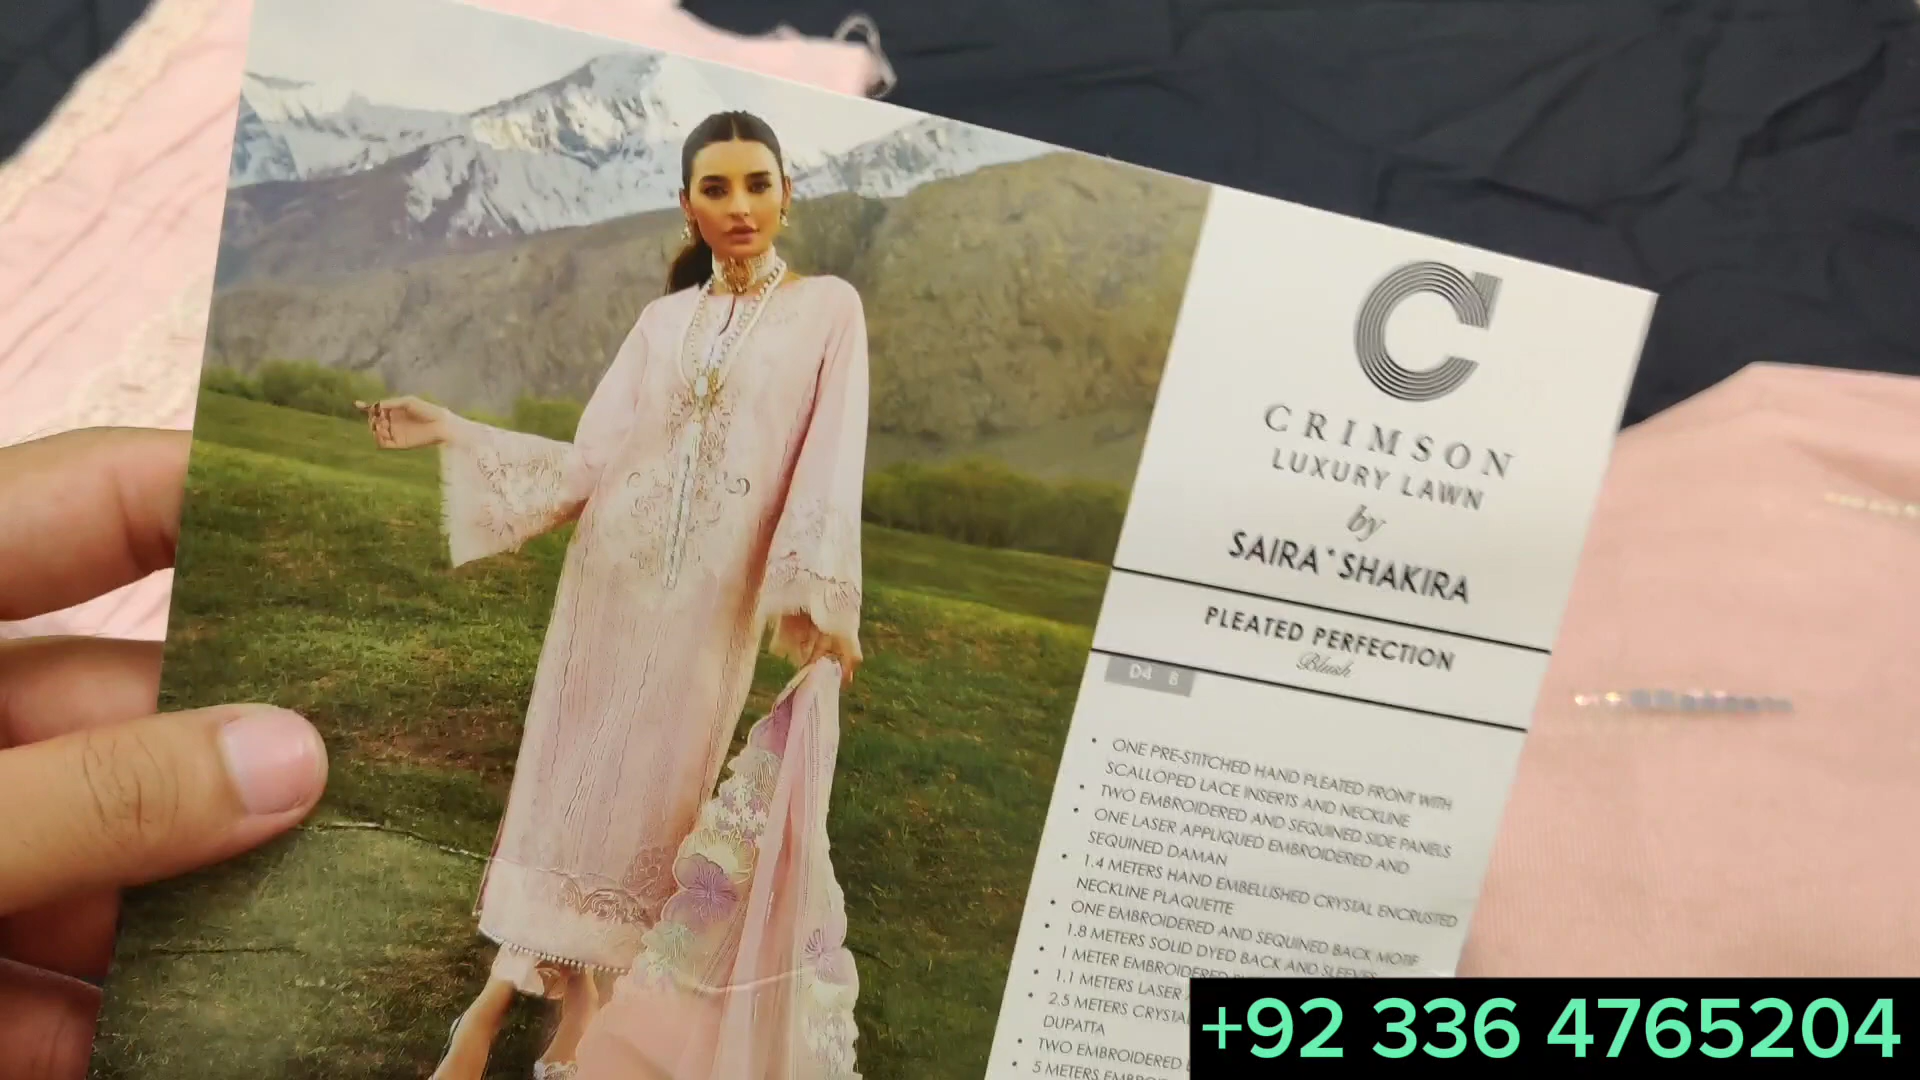 CRIMSON
LUXURY LAWN
by
SAIRA*SHAKIRA
PLEATED PERFECTION
Blush
D4 B
• ONE PRE-STITCHED HAND PLEATED FRONT WITH
SCALLOPED LACE INSERTS AND NECKLINE
• TWO EMBROIDERED AND SEQUINED SIDE PANELS
• ONE LASER APPLIQUED EMBROIDERED AND
SEQUINED DAMAN
• 1.4 METERS HAND EMBELLISHED CRYSTAL ENCRUSTED
NECKLINE PLAQUETTE
• ONE EMBROIDERED AND SEQUINED BACK MOTIF
• 1.8 METERS SOLID DYED BACK AND SLEEVES
• 1 METER EMBROIDERED
• 1.1 METERS LASER
• 2.5 METERS
DUPATTA
• TWO EMBROIDERED
• 5 METERS
+92 336 4765204